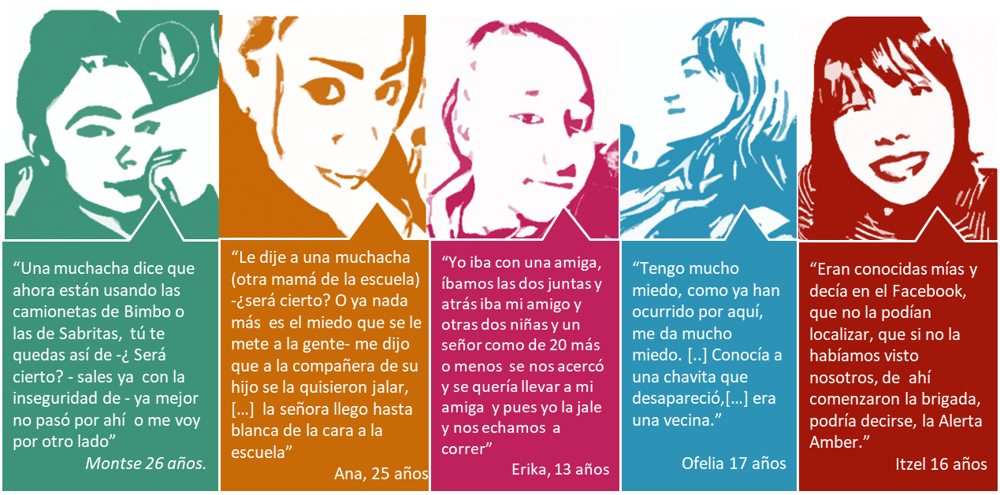 “Una muchacha dice que
ahora están usando las
camionetas de Bimbo o
las de Sabritas, tú te
quedas así de -¿ Será
cierto? - sales ya con la
inseguridad de - ya mejor
no pasó por ahí o me voy
por otro lado”
Montse 26 años.
“Le dije a una muchacha
(otra mamá de la escuela)
-¿será cierto? O ya nada
más es el miedo que se le
mete a la gente- me dijo
que a la compañera de su
hijo se la quisieron jalar,
[…] la señora llego hasta
blanca de la cara a la
escuela”
Ana, 25 años
“Yo iba con una amiga,
íbamos las dos juntas y
atrás iba mi amigo y
otras dos niñas y un
señor como de 20 más
o menos se nos acercó
y se quería llevar a mi
amiga y pues yo la jale
y nos echamos a
correr”
Erika, 13 años
“Tengo mucho
miedo, como ya han
ocurrido por aquí,
me da mucho
miedo. [..] Conocía a
una chavita que
desapareció,[…] era
una vecina.”
Ofelia 17 años
“Eran conocidas mías y
decía en el Facebook,
que no la podían
localizar, que si no la
habíamos visto
nosotros, de ahí
comenzaron la brigada,
podría decirse, la Alerta
Amber.”
Itzel 16 años